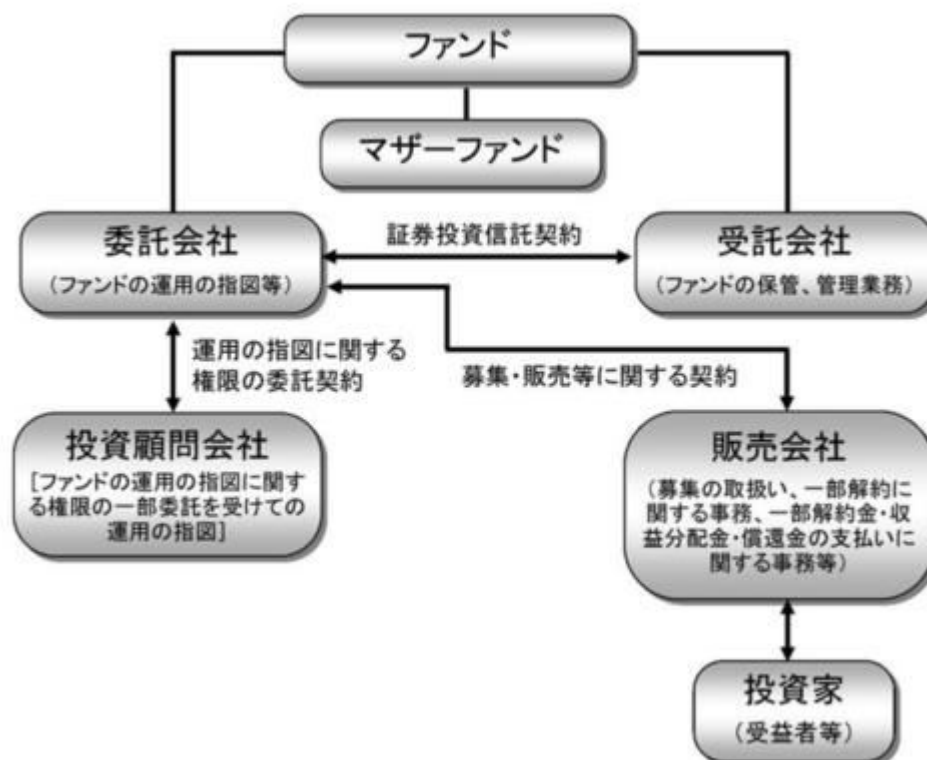 ファンド
マザーファンド
委託会社
(ファンドの運用の指図等)
証券投資信託契約
受託会社
(ファンドの保管、管理業務)
運用の指図に関する
権限の委託契約
募集・販売等に関する契約
投資顧問会社
[ファンドの運用の指図に関す
る権限の一部委託を受けての
運用の指図]
販売会社
(募集の取扱い、一部解約に
関する事務、一部解約金・収
益分配金・償還金の支払いに
関する事務等)
投資家
(受益者等)